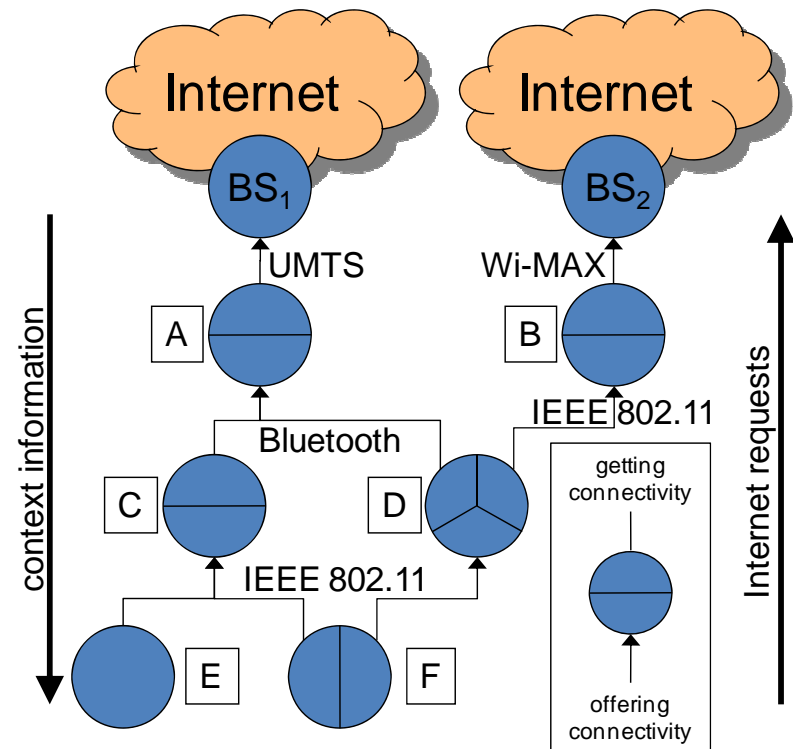 Internet
Internet
BS1
BS2
UMTS
Wi-MAX
A
B
IEEE 802.11
Bluetooth
getting
connectivity
C
D
IEEE 802.11
E
F
offering
connectivity
context information
Internet requests